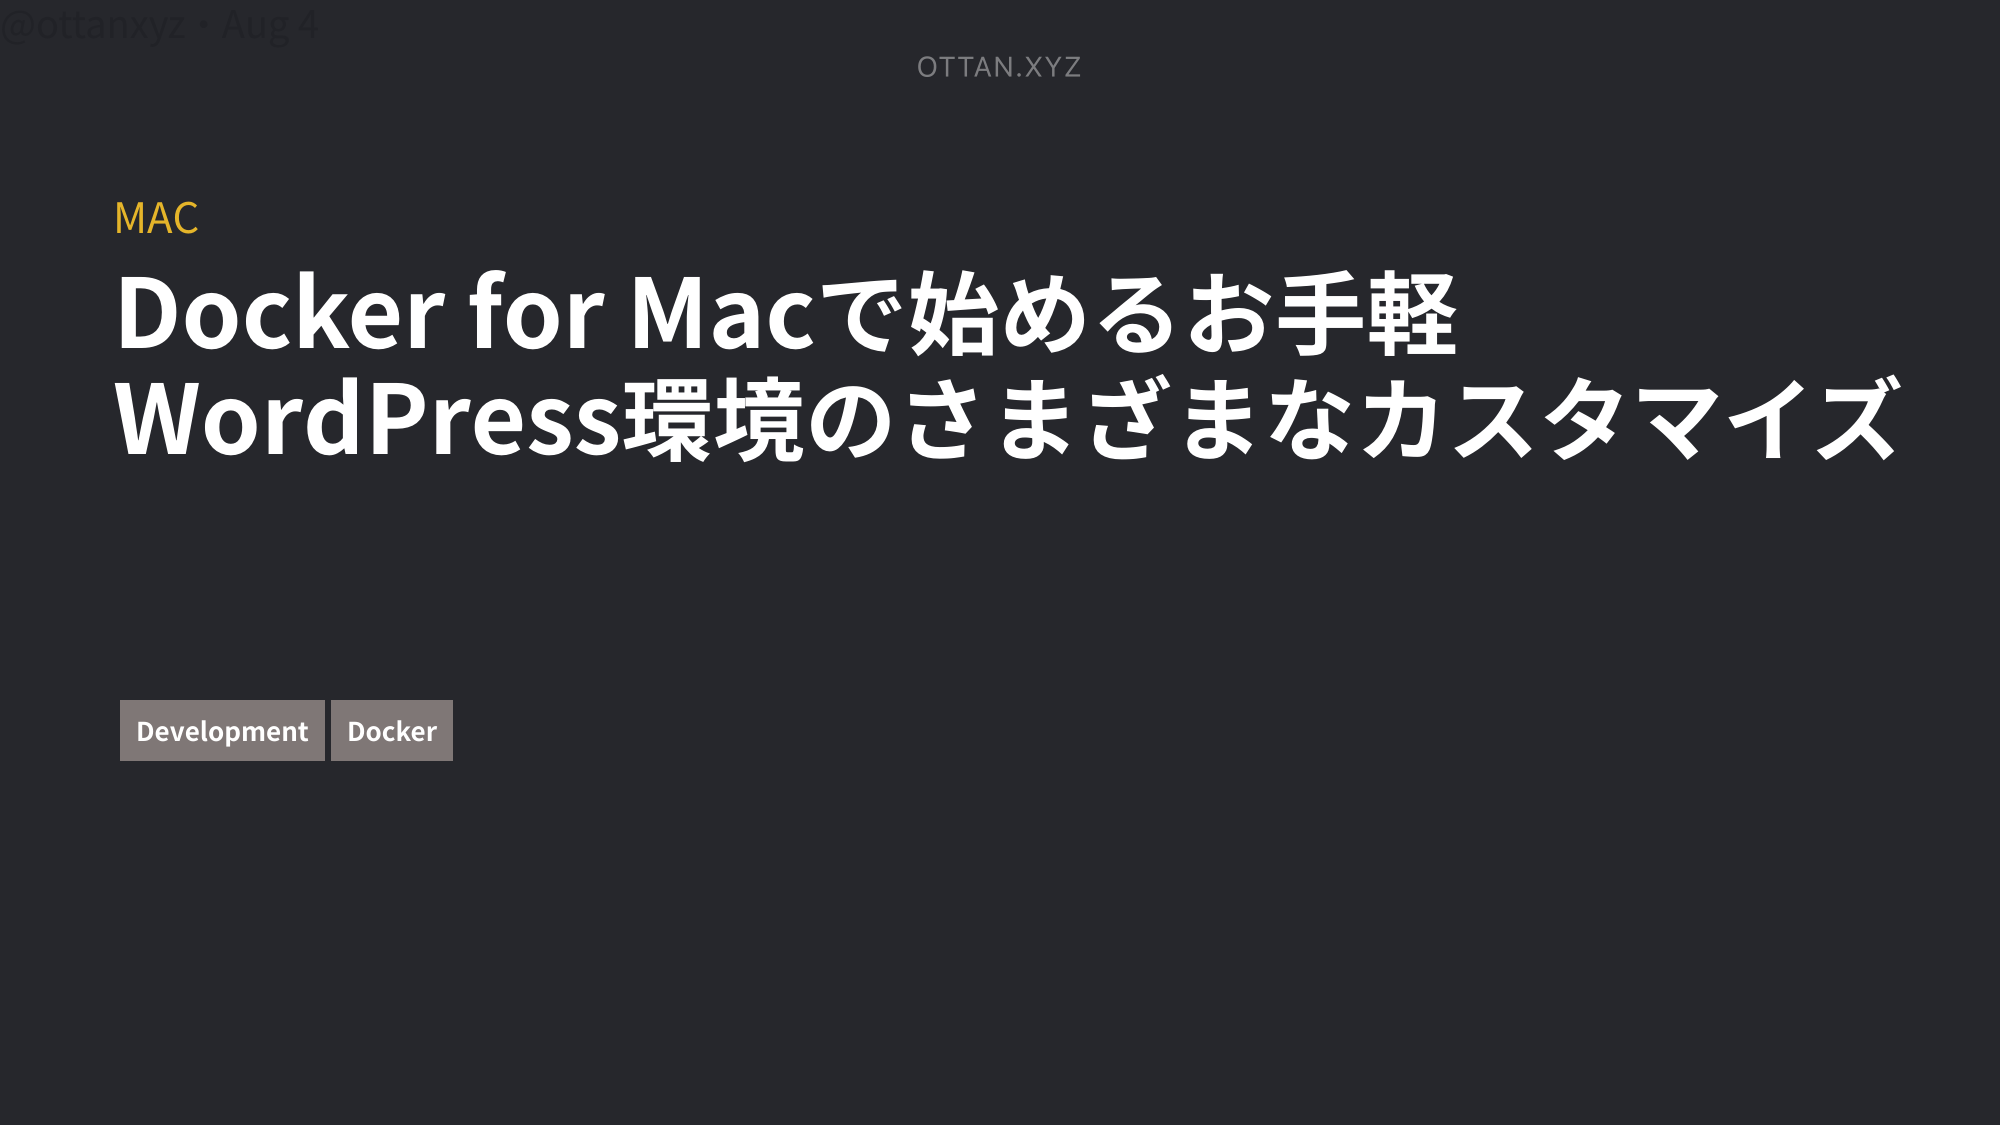 @ottanxyz・Aug 4
OTTAN.XYZ
MAC
Docker for Macで始めるお手軽
WordPress環境のさまざまなカスタマイズ
Development Docker